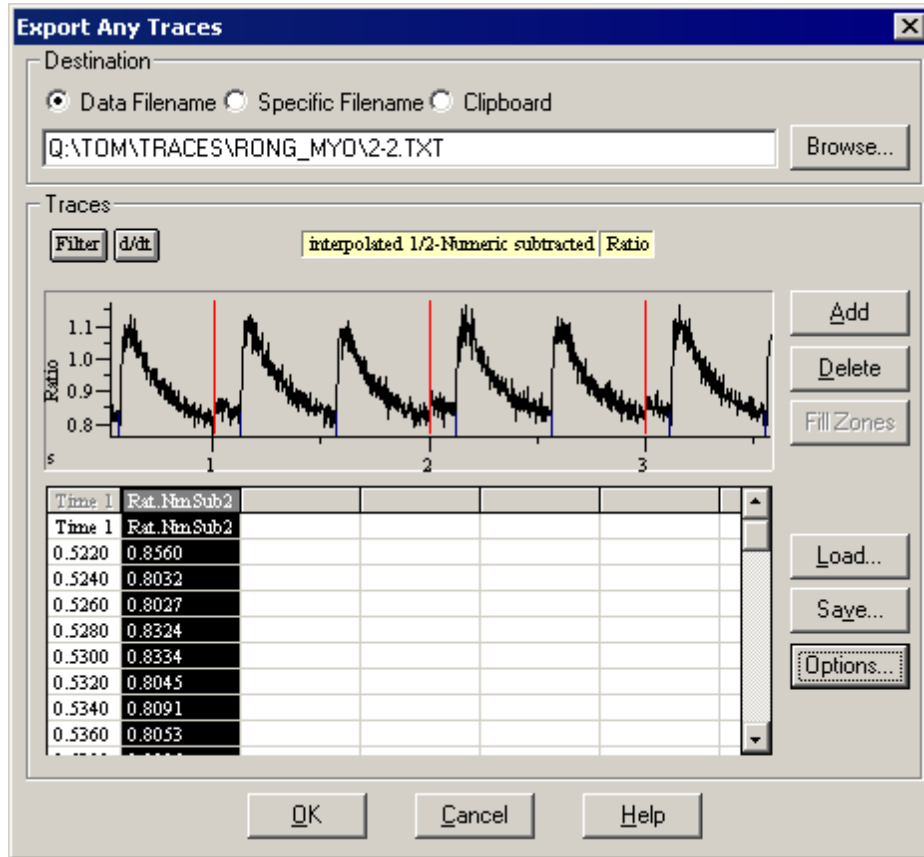 Export Any Traces
Destination
Data Filename Specific Filename Clipboard
Q:\TOM\TRACES\RONG_MYO\2-2.TXT Browse...
Traces
Filter d/dt interpolated 1/2-Numeric subtracted Ratio
Add
Delete
Fill Zones
Ratio
1.1
1.0
0.9
0.8
s 1 2 3
Time 1 Rat.NmSub2
Time 1 Rat.NmSub2
0.5220 0.8560
0.5240 0.8032
0.5260 0.8027
0.5280 0.8324
0.5300 0.8334
0.5320 0.8045
0.5340 0.8091
0.5360 0.8053
Load...
Save...
Options...
OK Cancel Help